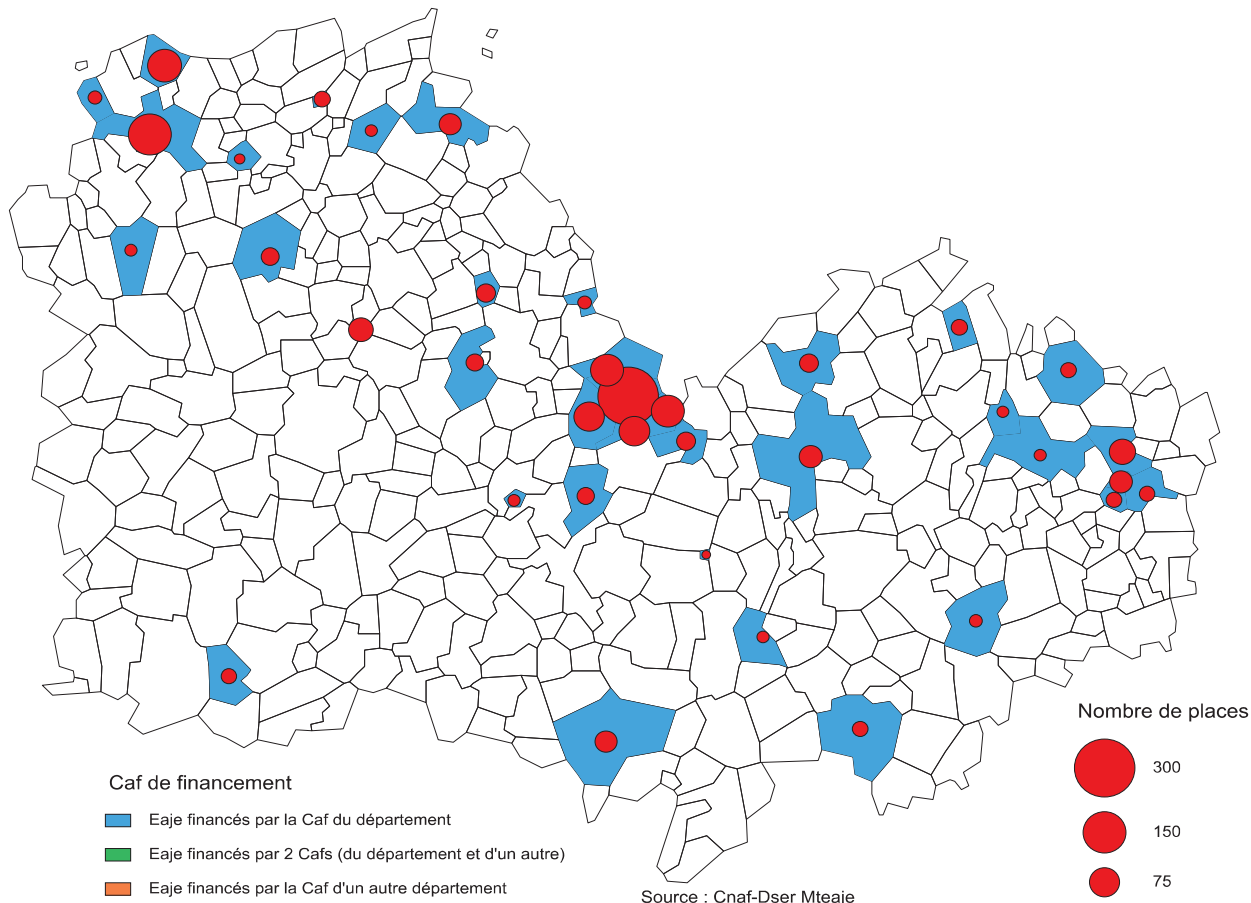 Nombre de places
300
150
75
Caf de financement
Eaje financés par la Caf du département
Eaje financés par 2 Cafs (du département et d'un autre)
Eaje financés par la Caf d'un autre département
Source : Cnaf-Dser Mteaie